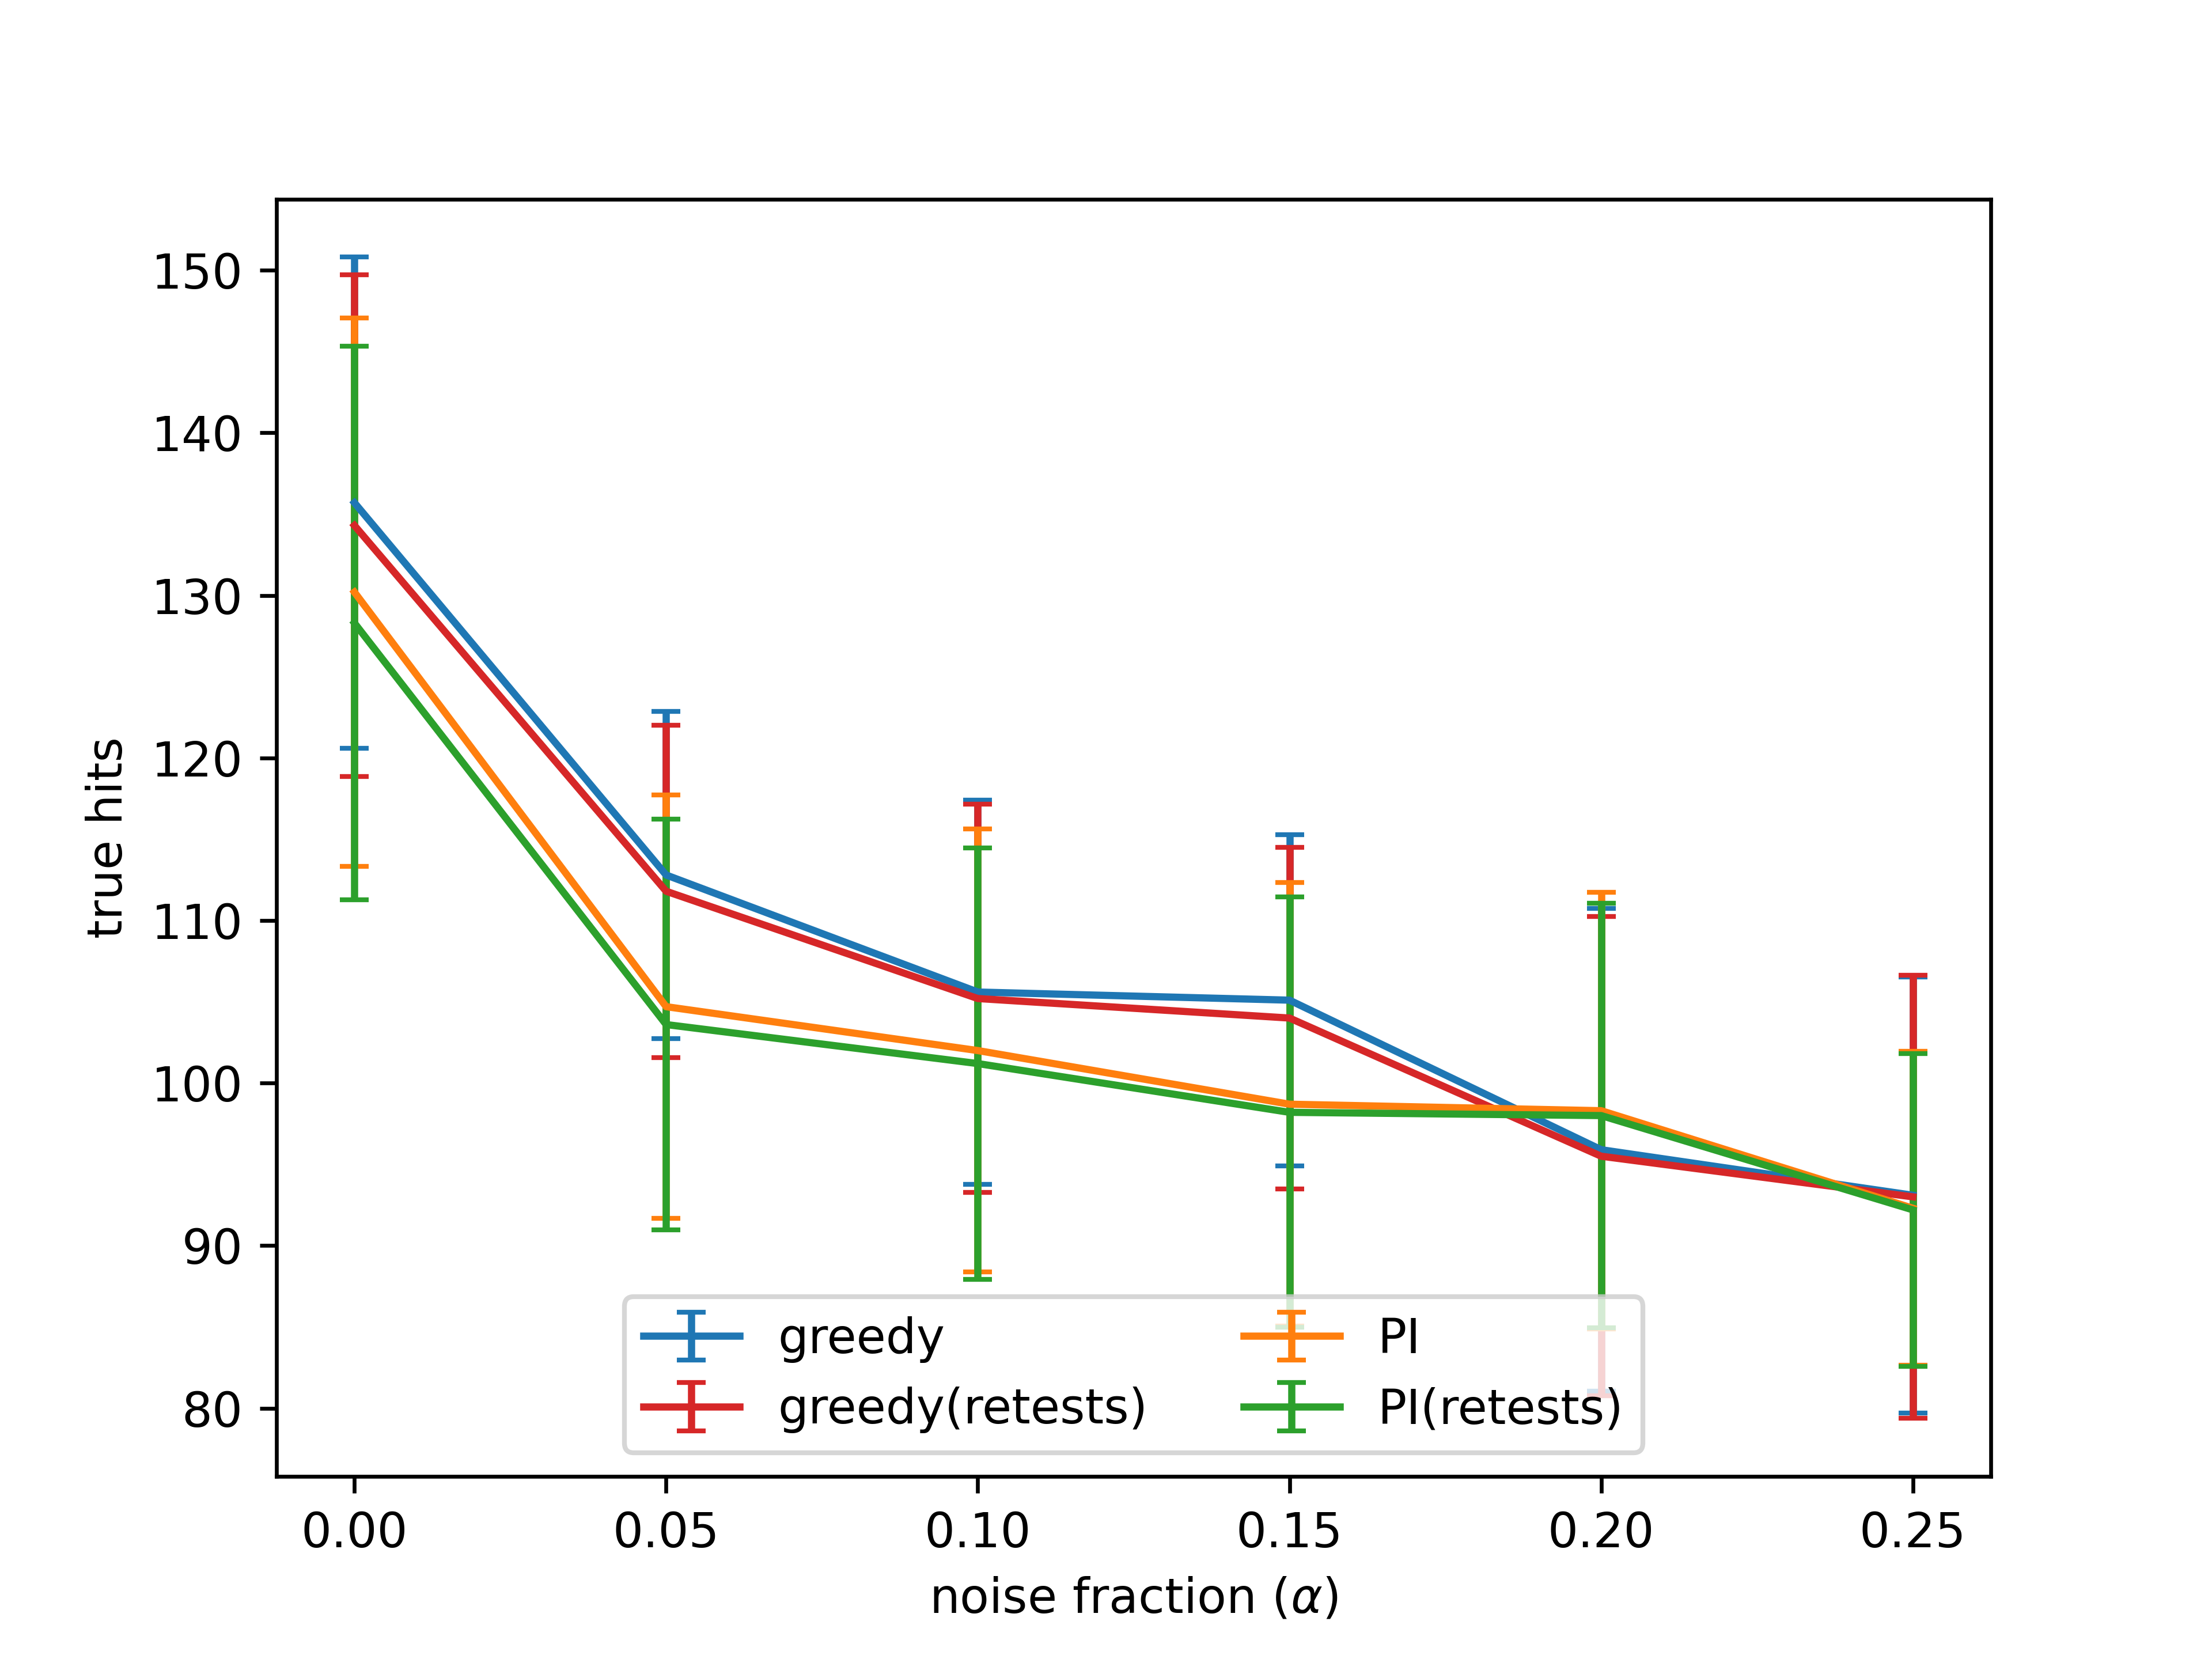 150
140
130
120
110
100
90
80
true hits
greedy
greedy(retests)
PI
PI(retests)
0.00 0.05 0.10 0.15 0.20 0.25
noise fraction (α)